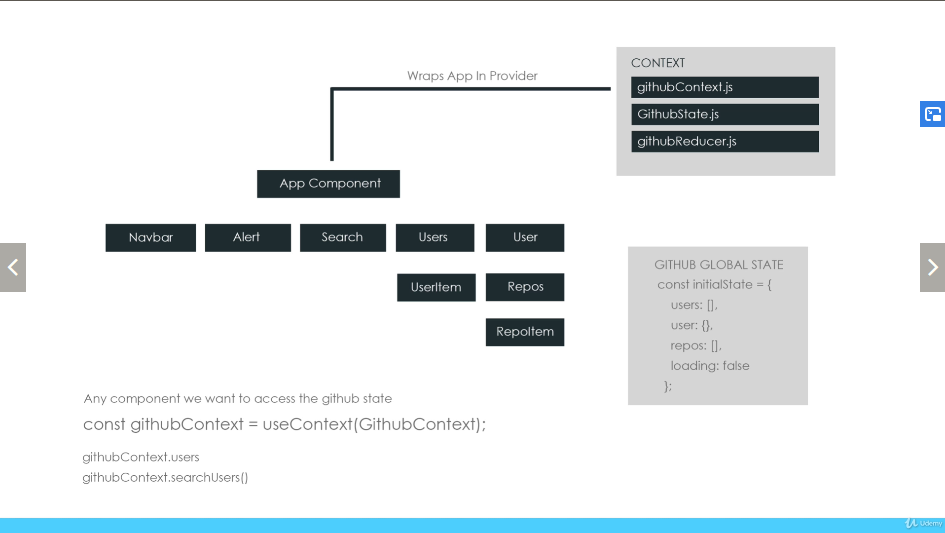 Wraps App In Provider
CONTEXT
githubContext.js
GithubState.js
githubReducer.js
App Component
Navbar
Alert
Search
Users
User
UserItem
Repos
RepoItem
GITHUB GLOBAL STATE
const initialState = {
users: [],
user: {},
repos: [],
loading: false
};
Any component we want to access the github state
const githubContext = useContext(GithubContext);
githubContext.users
githubContext.searchUsers()
Udemy